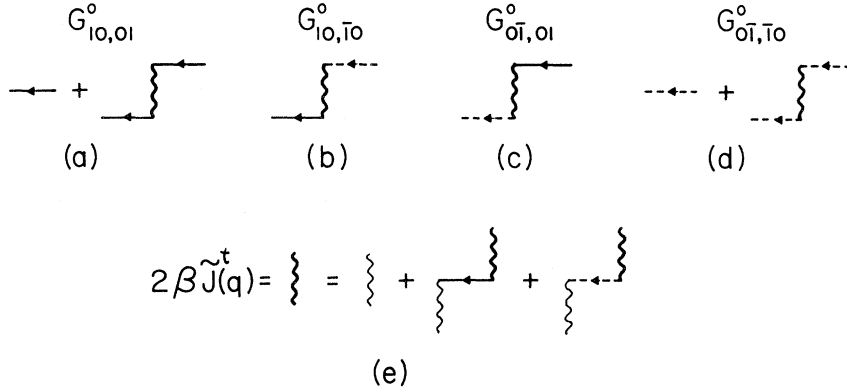 G°₁₀,₀₁ G°₁₀,₁̄₀ G°₀₁̄,₀₁ G°₀₁̄,₁̄₀
+ +
(a) (b) (c) (d)
2βJ̃ᵗ(q)= = + +
(e)